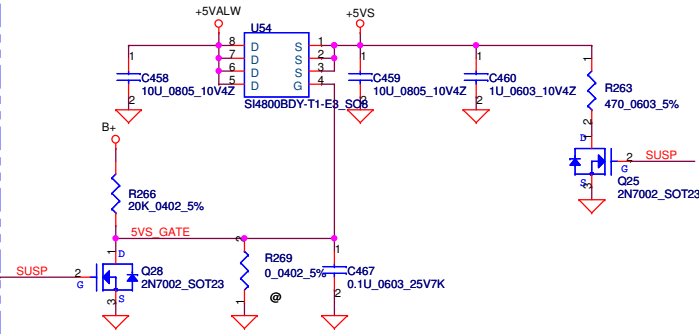 +5VALW
+5VS
U54
8 D S 1
7 D S 2
6 D S 3
5 D G 4
SI4800BDY-T1-E3_SO8
1
C458
10U_0805_10V4Z
2
1
C459
10U_0805_10V4Z
2
1
C460
1U_0603_10V4Z
2
1
R263
470_0603_5%
2
1
D
2
SUSP
G
S
3
Q25
2N7002_SOT23
B+
R266
20K_0402_5%
5VS_GATE
1
D
SUSP
2
G
Q28
2N7002_SOT23
S
3
2
R269
0_0402_5%
1
@
1
C467
0.1U_0603_25V7K
2